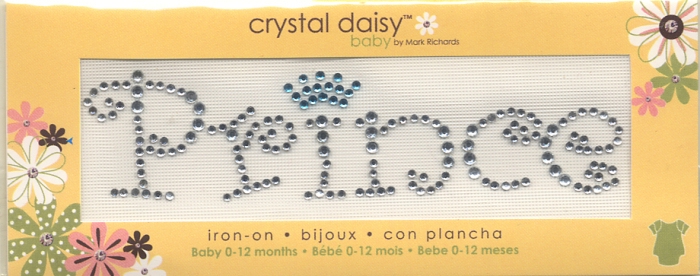 crystal daisy™
baby by Mark Richards
Prince
iron-on • bijoux • con plancha
Baby 0-12 months • Bébé 0-12 mois • Bebe 0-12 meses